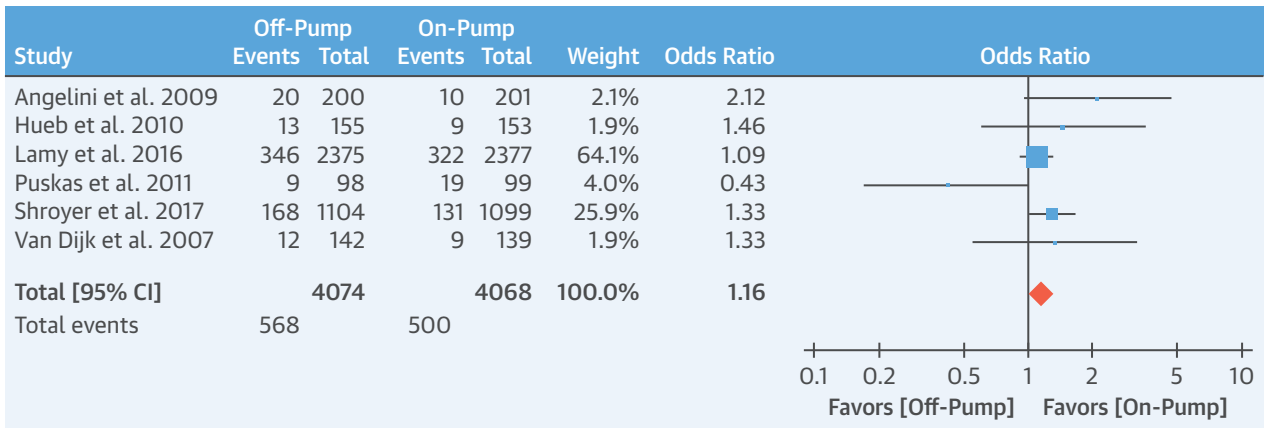 Off-Pump On-Pump
Study Events Total Events Total Weight Odds Ratio Odds Ratio
Angelini et al. 2009 20 200 10 201 2.1% 2.12
Hueb et al. 2010 13 155 9 153 1.9% 1.46
Lamy et al. 2016 346 2375 322 2377 64.1% 1.09
Puskas et al. 2011 9 98 19 99 4.0% 0.43
Shroyer et al. 2017 168 1104 131 1099 25.9% 1.33
Van Dijk et al. 2007 12 142 9 139 1.9% 1.33
Total [95% CI] 4074 4068 100.0% 1.16
Total events 568 500
0.1 0.2 0.5 1 2 5 10
Favors [Off-Pump] Favors [On-Pump]